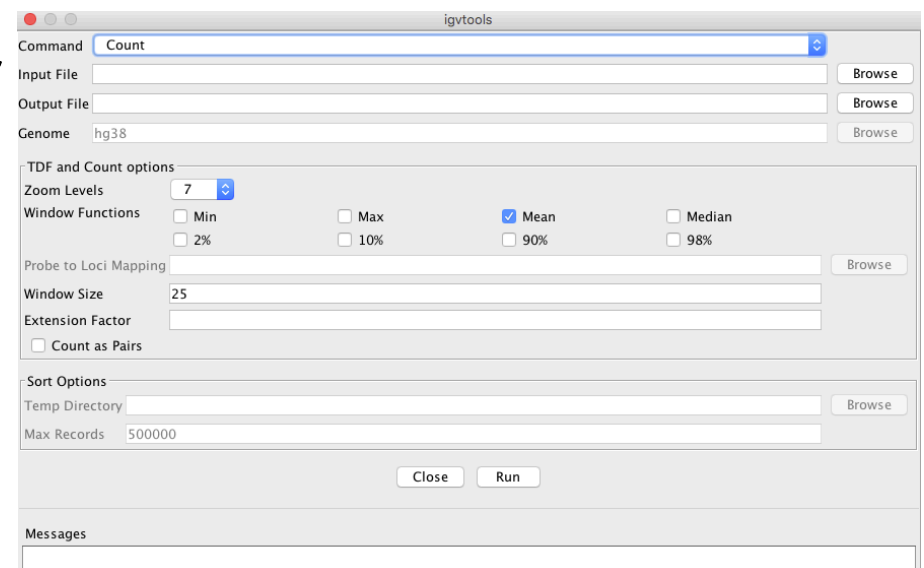 igvtools
Command Count
,
Input File Browse
Output File Browse
Genome hg38 Browse
TDF and Count options
Zoom Levels 7
Window Functions Min Max Mean Median
2% 10% 90% 98%
Probe to Loci Mapping Browse
Window Size 25
Extension Factor
Count as Pairs
Sort Options
Temp Directory Browse
Max Records 500000
Close Run
Messages